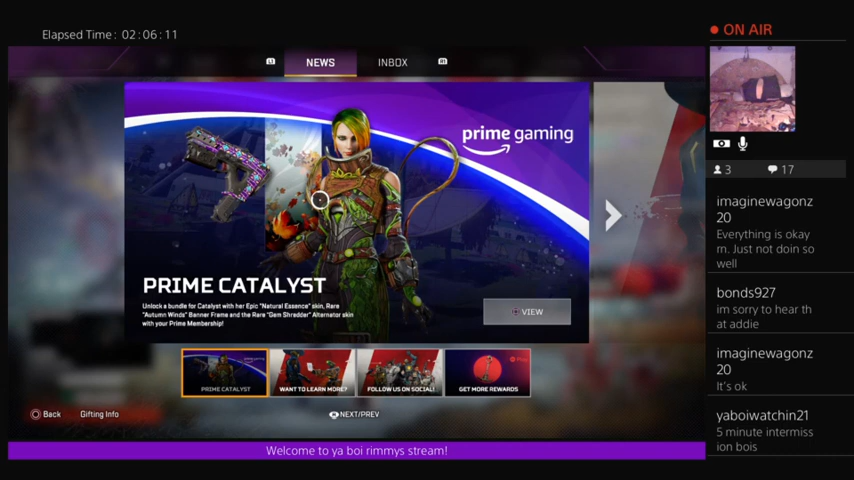 Elapsed Time : 02:06:11
ON AIR
L1
NEWS
INBOX
R1
prime gaming
3
17
imaginewagonz
20
Everything is okay
rn. Just not doin so
well
PRIME CATALYST
Unlock a bundle for Catalyst with her Epic "Natural Essence" skin, Rare
"Autumn Winds" Banner Frame and the Rare "Gem Shredder" Alternator skin
with your Prime Membership!
VIEW
bonds927
im sorry to hear th
at addie
imaginewagonz
20
It's ok
PRIME CATALYST
WANT TO LEARN MORE?
FOLLOW US ON SOCIAL!
GET MORE REWARDS
Back
Gifting Info
NEXT/PREV
yaboiwatchin21
5 minute intermiss
ion bois
Welcome to ya boi rimmys stream!